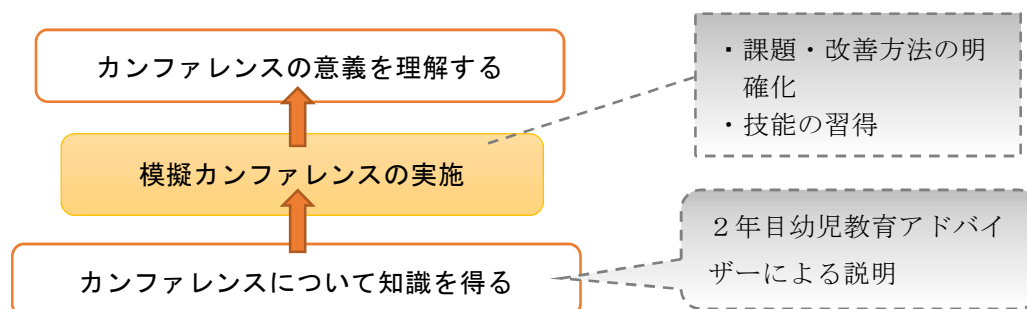 カンファレンスの意義を理解する
・課題・改善方法の明
確化
・技能の習得
模擬カンファレンスの実施
２年目幼児教育アドバイ
ザーによる説明
カンファレンスについて知識を得る